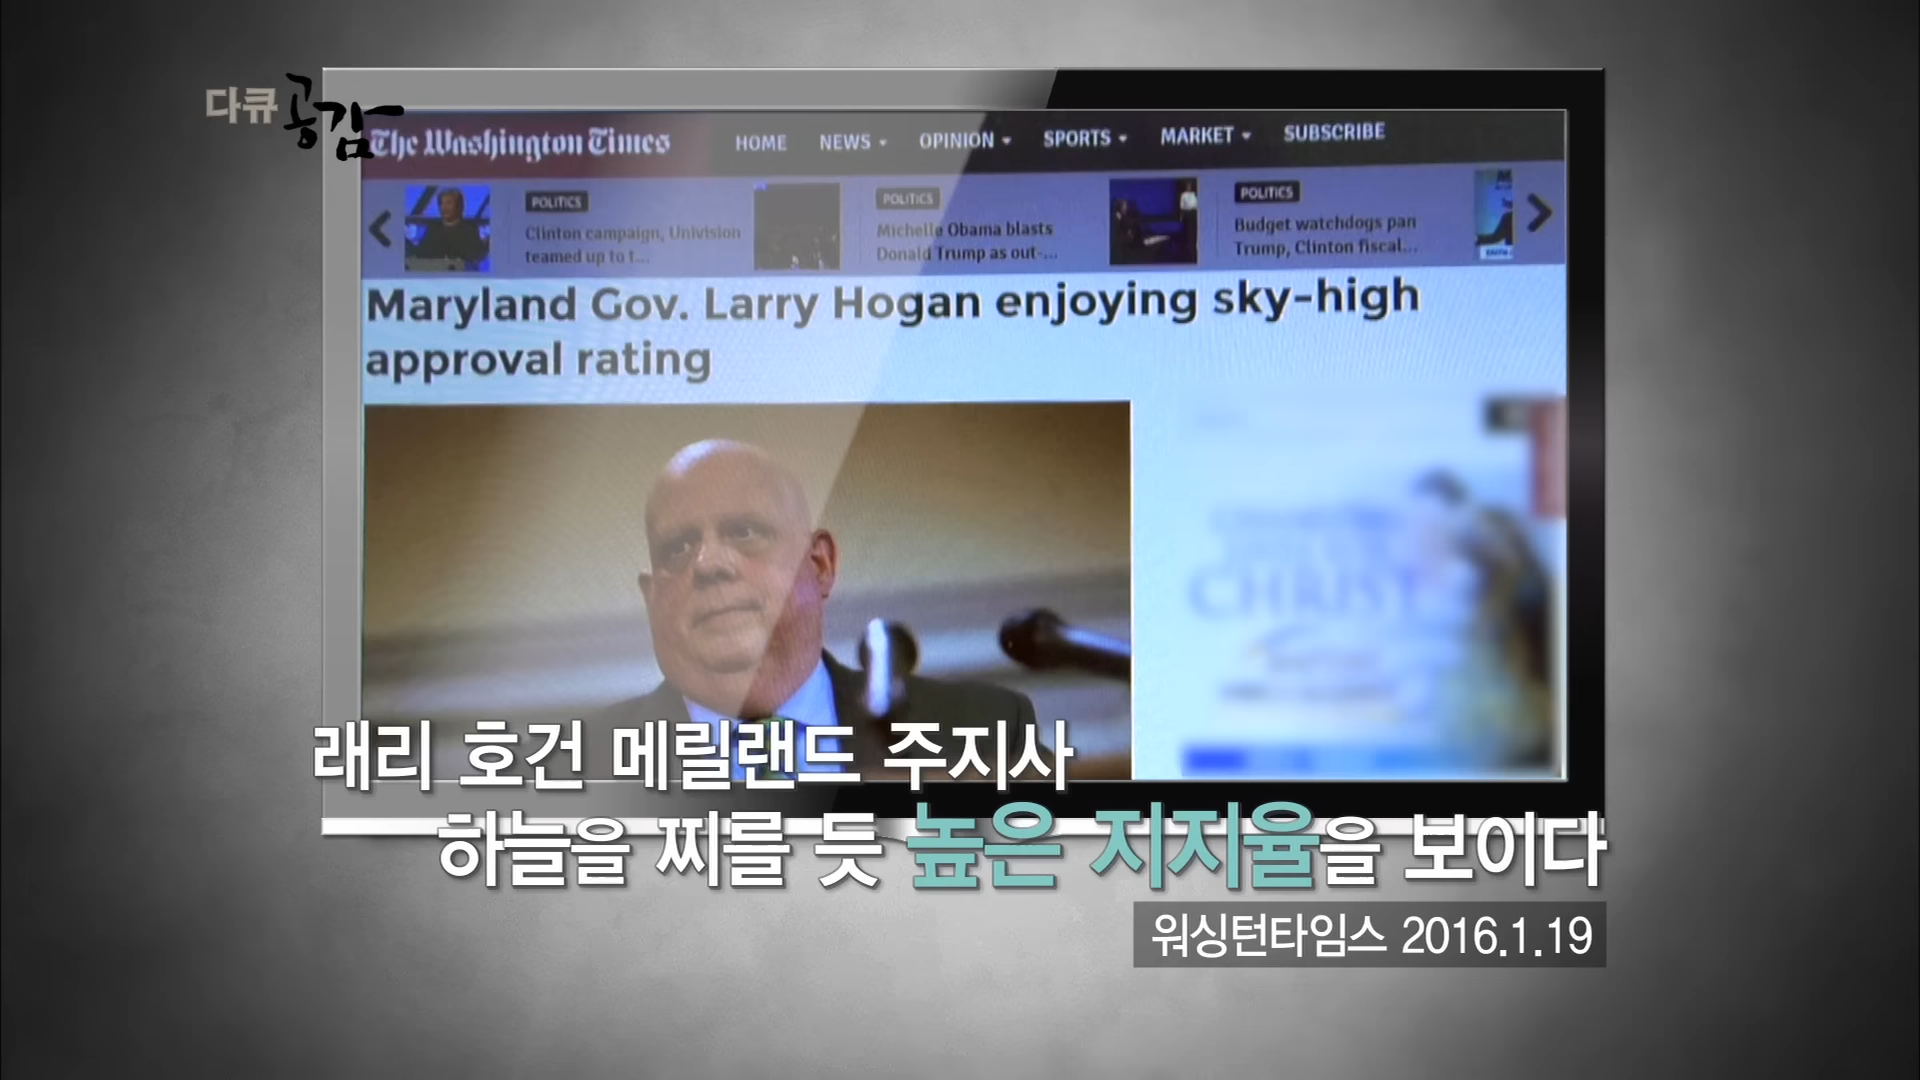 다큐 공감
The Washington Times
HOME NEWS OPINION SPORTS MARKET SUBSCRIBE
POLITICS
Clinton campaign, Univision
teamed up to t...
POLITICS
Michelle Obama blasts
Donald Trump as out-...
POLITICS
Budget watchdogs pan
Trump, Clinton fiscal...
Maryland Gov. Larry Hogan enjoying sky-high
approval rating
CHRIST
래리 호건 메릴랜드 주지사
하늘을 찌를 듯 높은 지지율을 보이다
워싱턴타임스 2016.1.19